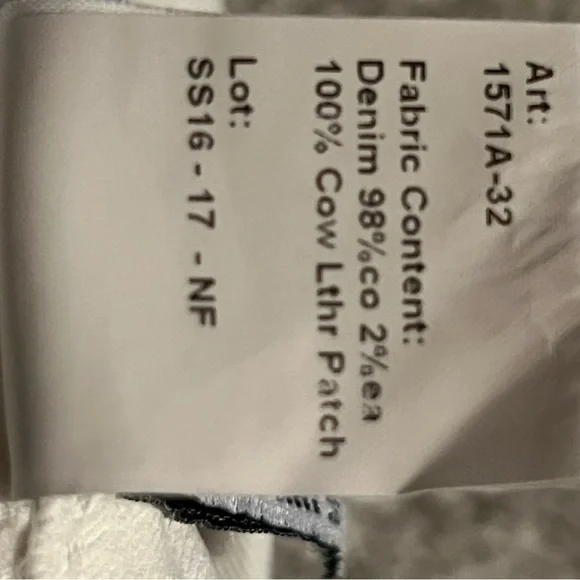 Art:
1571A-32
Fabric Content:
Denim 98%co 2%ea
100% Cow Lthr Patch
Lot:
SS16 - 17 - NF